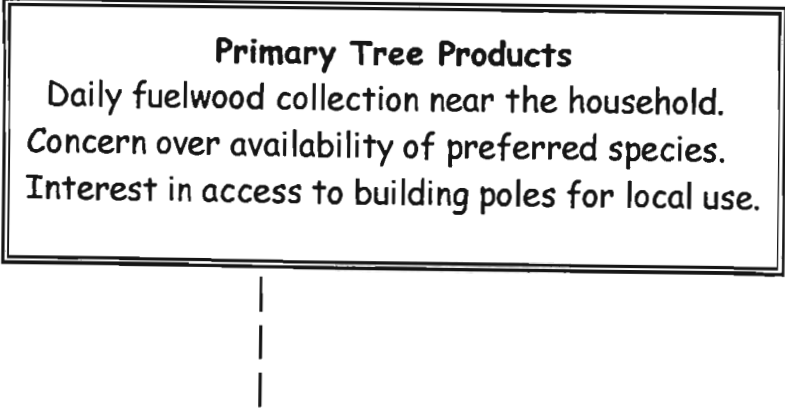 Primary Tree Products
Daily fuelwood collection near the household.
Concern over availability of preferred species.
Interest in access to building poles for local use.